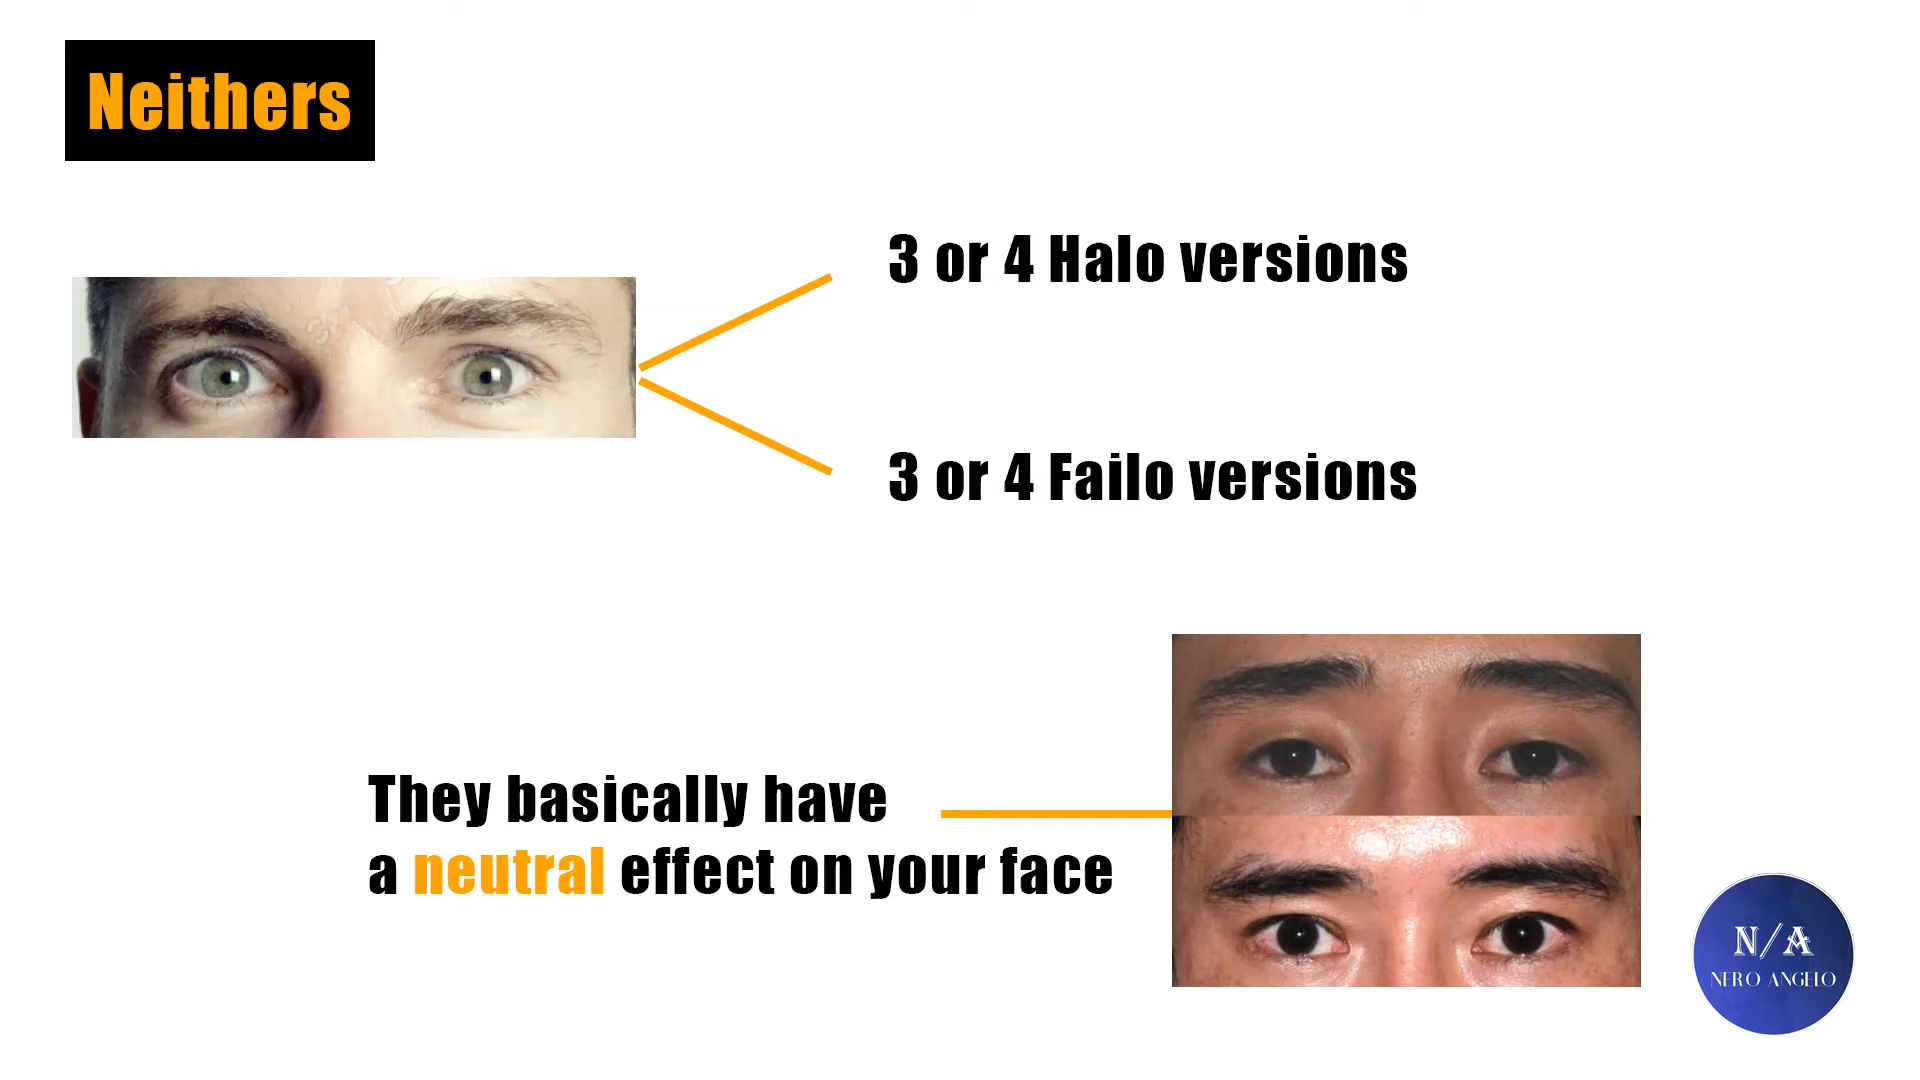 Neithers
3 or 4 Halo versions
3 or 4 Failo versions
They basically have
a neutral effect on your face
N/A
NERO ANGELO